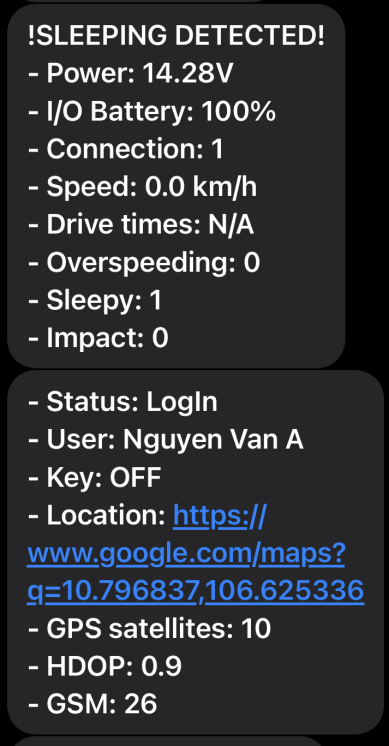 !SLEEPING DETECTED!
- Power: 14.28V
- I/O Battery: 100%
- Connection: 1
- Speed: 0.0 km/h
- Drive times: N/A
- Overspeeding: 0
- Sleepy: 1
- Impact: 0
- Status: LogIn
- User: Nguyen Van A
- Key: OFF
- Location: https://
www.google.com/maps?
q=10.796837,106.625336
- GPS satellites: 10
- HDOP: 0.9
- GSM: 26